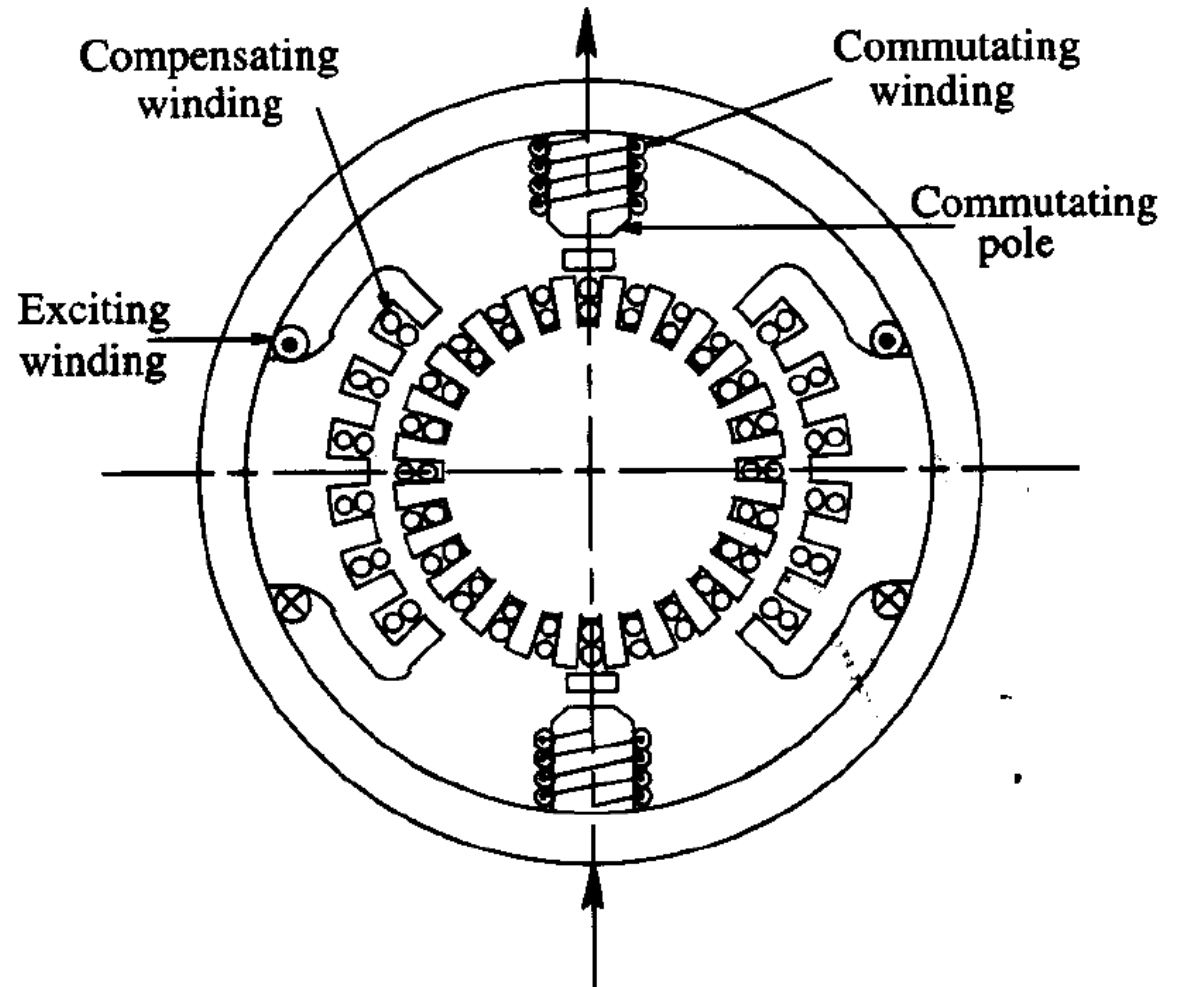 Compensating
winding
Commutating
winding
Commutating
pole
Exciting
winding